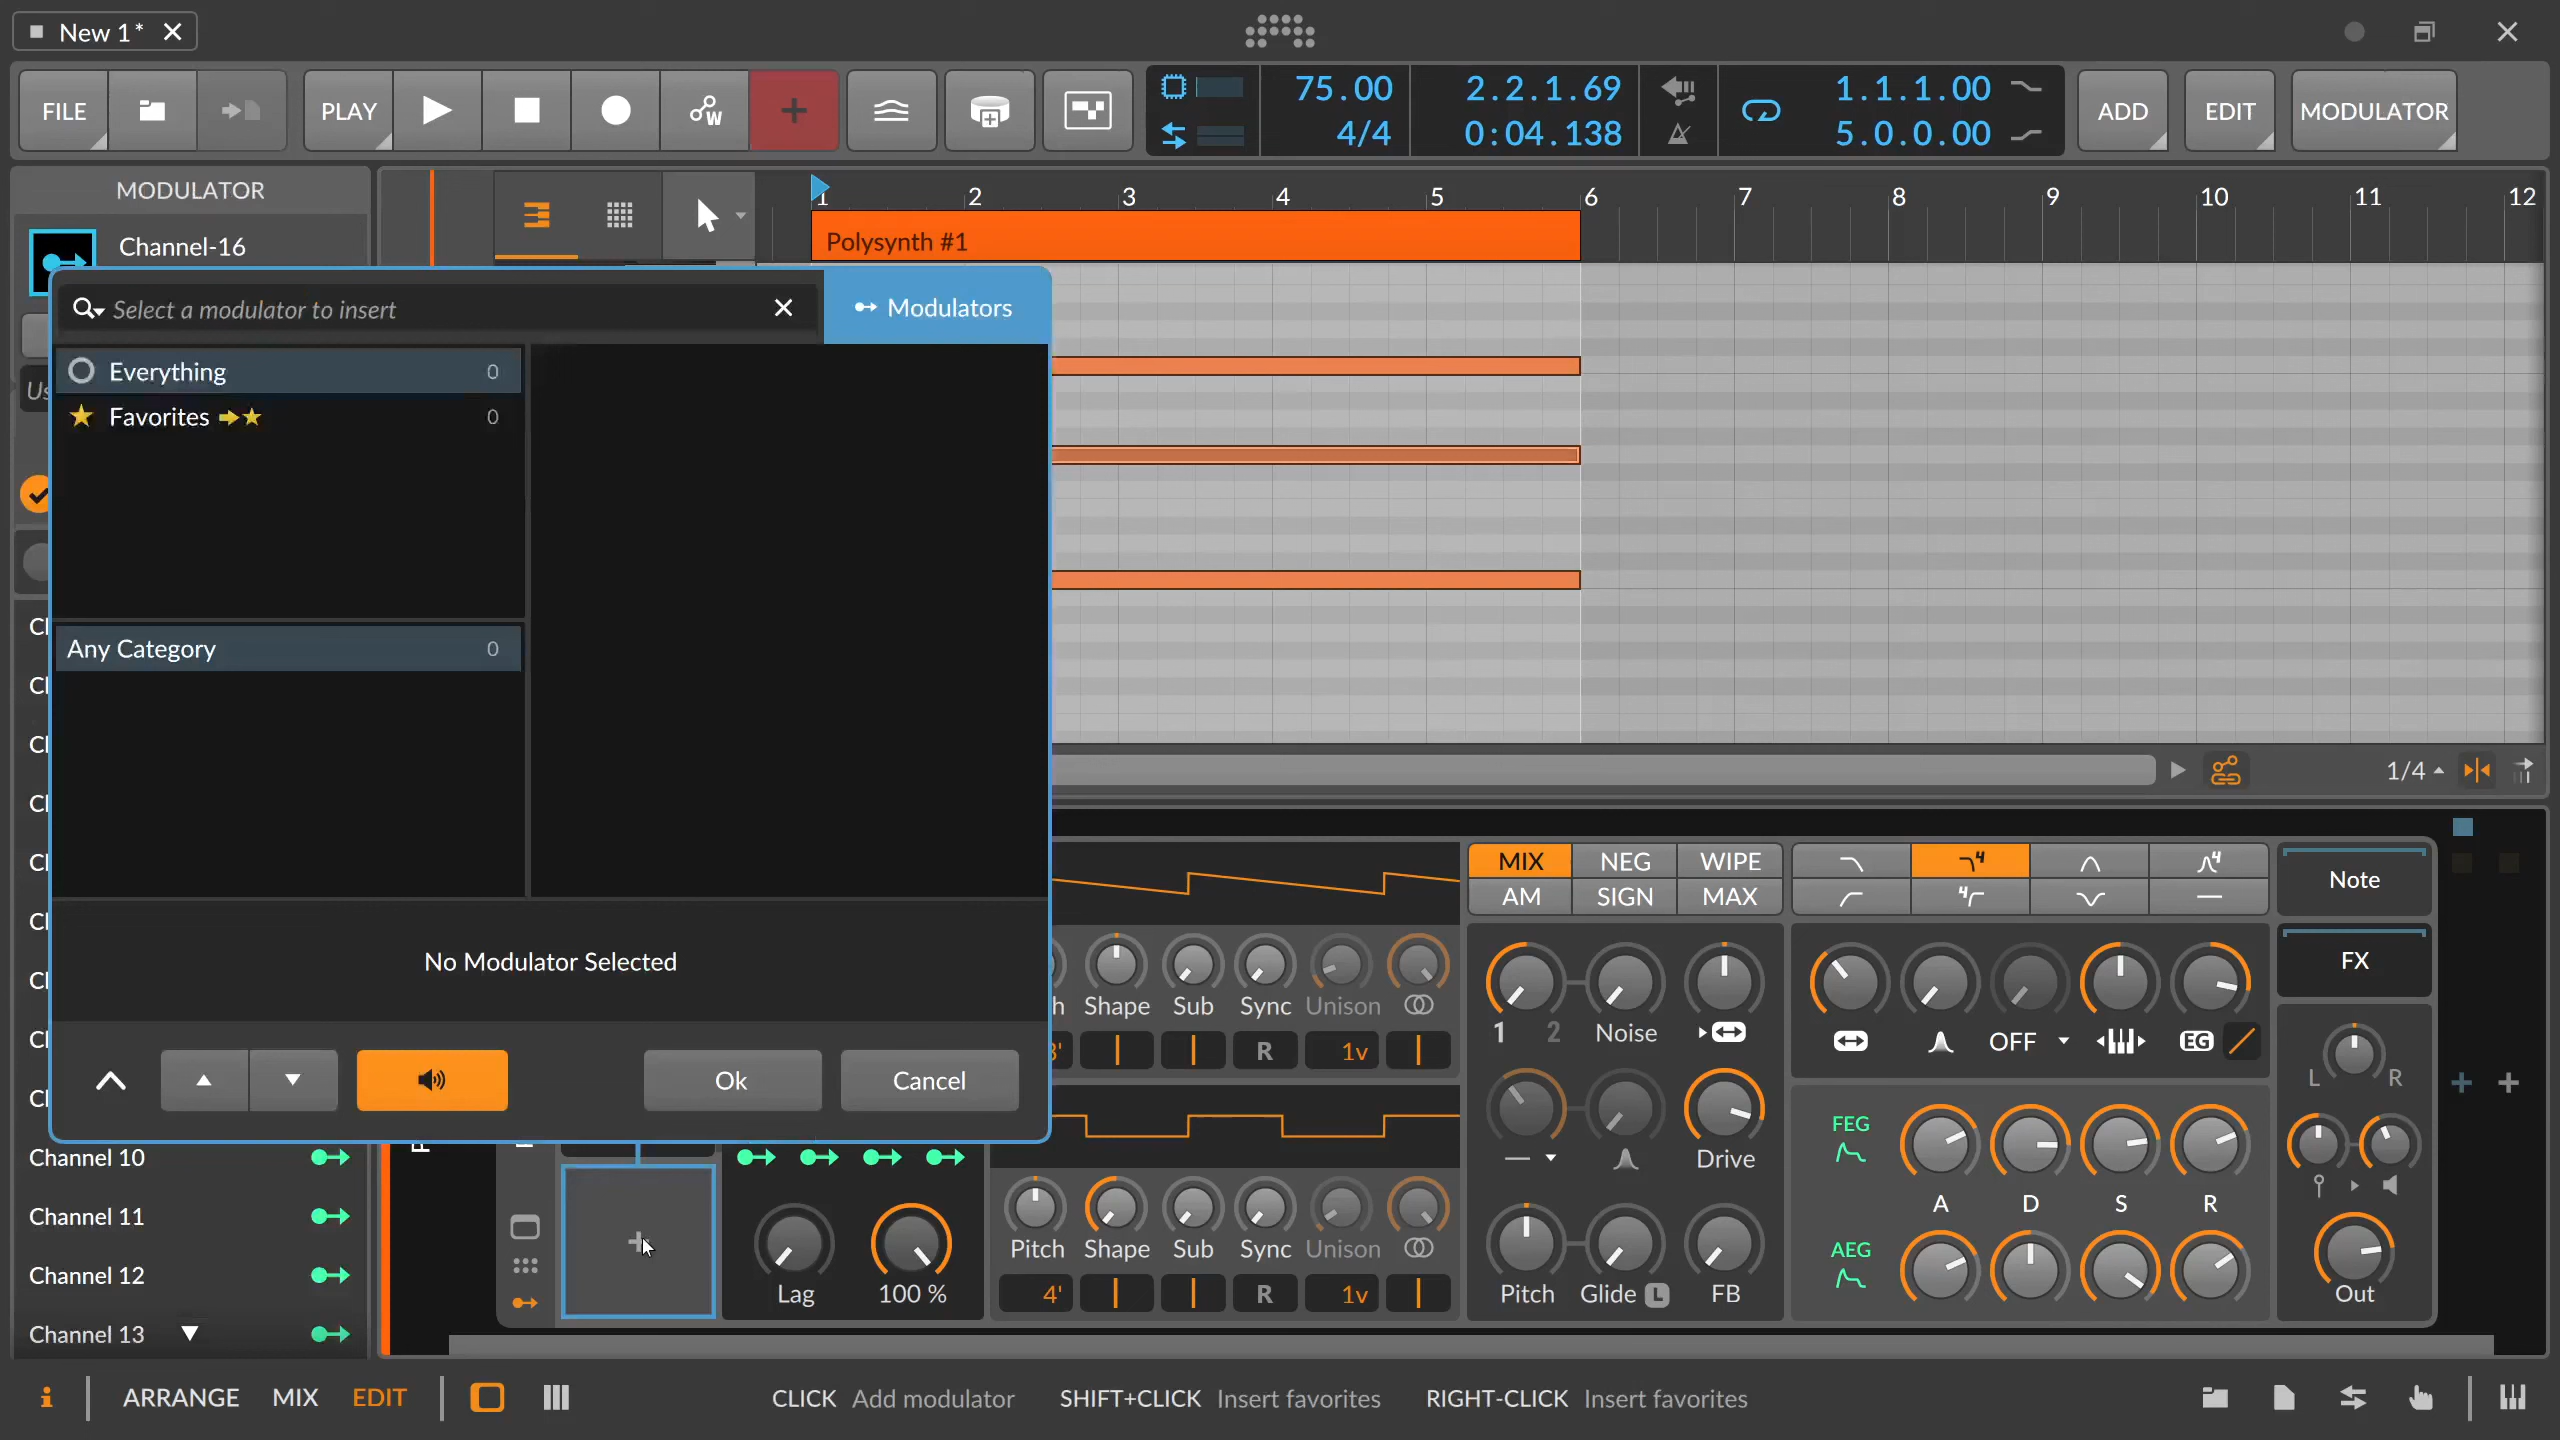 New 1*
FILE PLAY W 75.00 2.2.1.69 1.1.1.00 ADD EDIT MODULATOR
4/4 0:04.138 5.0.0.00
MODULATOR
1 2 3 4 5 6 7 8 9 10 11 12
Channel-16
Polysynth #1
Select a modulator to insert
Modulators
Everything 0
Favorites 0
Any Category 0
1/4
No Modulator Selected
Ok Cancel
MIX NEG WIPE
AM SIGN MAX
Note
FX
Shape Sub Sync Unison
R 1v
1 2 Noise
OFF EG
L R
Drive
FEG
A D S R
AEG
Channel 10
Channel 11
Channel 12
Channel 13
Lag 100 %
Pitch Shape Sub Sync Unison
4' R 1v
Pitch Glide L FB
Out
i ARRANGE MIX EDIT
CLICK Add modulator SHIFT+CLICK Insert favorites RIGHT-CLICK Insert favorites